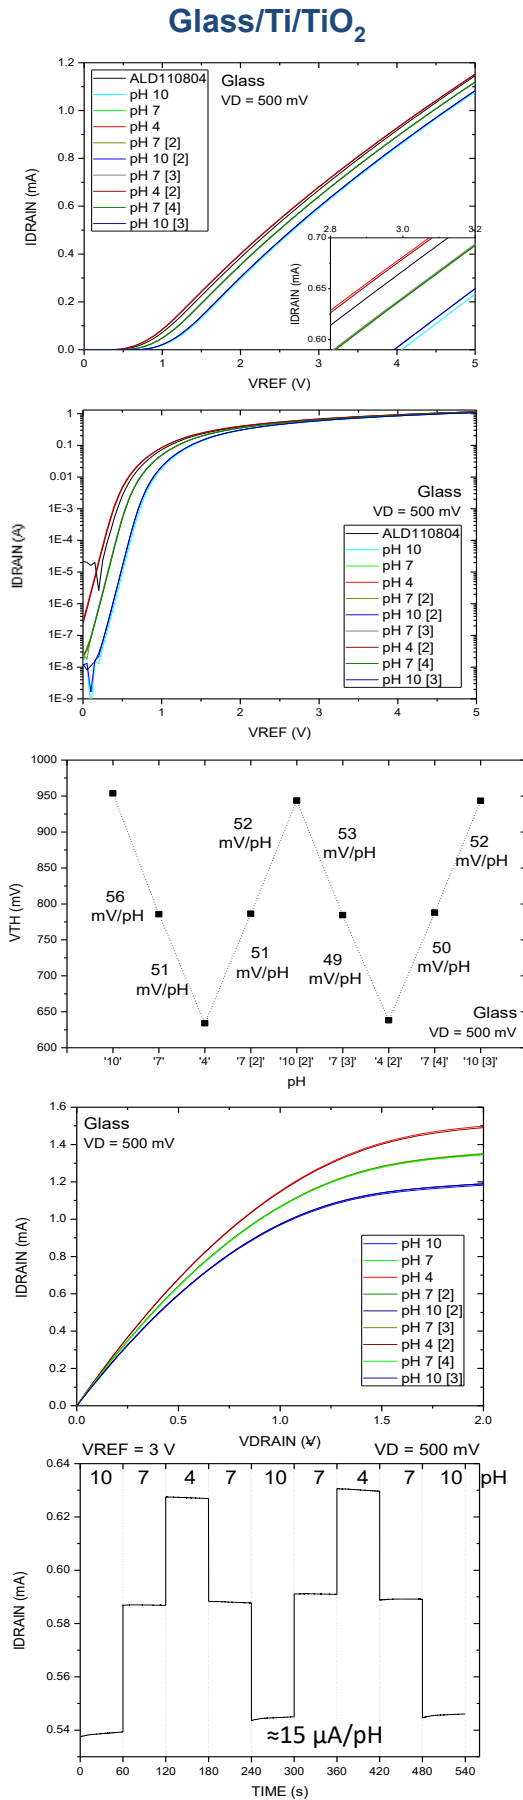 Glass/Ti/TiO2
1.2
1.0
0.8
0.6
0.4
0.2
0.0
IDRAIN (mA)
ALD110804
pH 10
pH 7
pH 4
pH 7 [2]
pH 10 [2]
pH 7 [3]
pH 4 [2]
pH 7 [4]
pH 10 [3]
Glass
VD = 500 mV
2.8 3.0 3.2
0.70
0.65
0.60
IDRAIN (mA)
0 1 2 3 4 5
VREF (V)
1
0.1
0.01
1E-3
1E-4
1E-5
1E-6
1E-7
1E-8
1E-9
IDRAIN (A)
Glass
VD = 500 mV
ALD110804
pH 10
pH 7
pH 4
pH 7 [2]
pH 10 [2]
pH 7 [3]
pH 4 [2]
pH 7 [4]
pH 10 [3]
0 1 2 3 4 5
VREF (V)
1000
950
900
850
800
750
700
650
600
VTH (mV)
56
mV/pH
51
mV/pH
52
mV/pH
51
mV/pH
53
mV/pH
49
mV/pH
52
mV/pH
50
mV/pH
Glass
VD = 500 mV
'10' '7' '4' '7 [2]' '10 [2]' '7 [3]' '4 [2]' '7 [4]' '10 [3]'
pH
1.6
1.4
1.2
1.0
0.8
0.6
0.4
0.2
0.0
IDRAIN (mA)
Glass
VD = 500 mV
pH 10
pH 7
pH 4
pH 7 [2]
pH 10 [2]
pH 7 [3]
pH 4 [2]
pH 7 [4]
pH 10 [3]
0.0 0.5 1.0 1.5 2.0
VDRAIN (V)
VREF = 3 V VD = 500 mV
0.64
0.62
0.60
0.58
0.56
0.54
IDRAIN (mA)
10 7 4 7 10 7 4 7 10 pH
≈15 µA/pH
0 60 120 180 240 300 360 420 480 540
TIME (s)